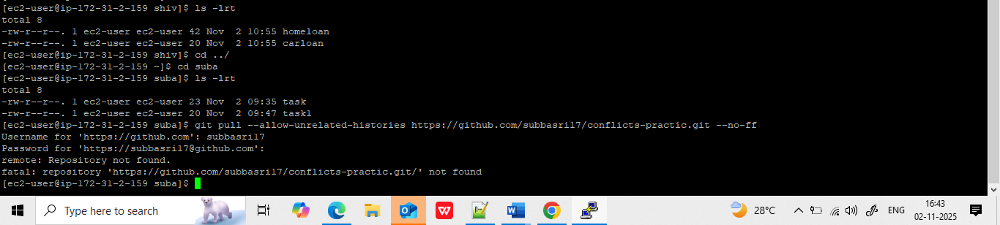 [ec2-user@ip-172-31-2-159 shiv]$ ls -lrt
total 8
-rw-r--r--. 1 ec2-user ec2-user 42 Nov  2 10:55 homeloan
-rw-r--r--. 1 ec2-user ec2-user 20 Nov  2 10:55 carloan
[ec2-user@ip-172-31-2-159 shiv]$ cd ../
[ec2-user@ip-172-31-2-159 ~]$ cd suba
[ec2-user@ip-172-31-2-159 suba]$ ls -lrt
total 8
-rw-r--r--. 1 ec2-user ec2-user 23 Nov  2 09:35 task
-rw-r--r--. 1 ec2-user ec2-user 20 Nov  2 09:47 task1
[ec2-user@ip-172-31-2-159 suba]$ git pull --allow-unrelated-histories https://github.com/subbasri17/conflicts-practic.git --no-ff
Username for 'https://github.com': subbasri17
Password for 'https://subbasri17@github.com':
remote: Repository not found.
fatal: repository 'https://github.com/subbasri17/conflicts-practic.git/' not found
[ec2-user@ip-172-31-2-159 suba]$
Type here to search
28°C
ENG
16:43
02-11-2025